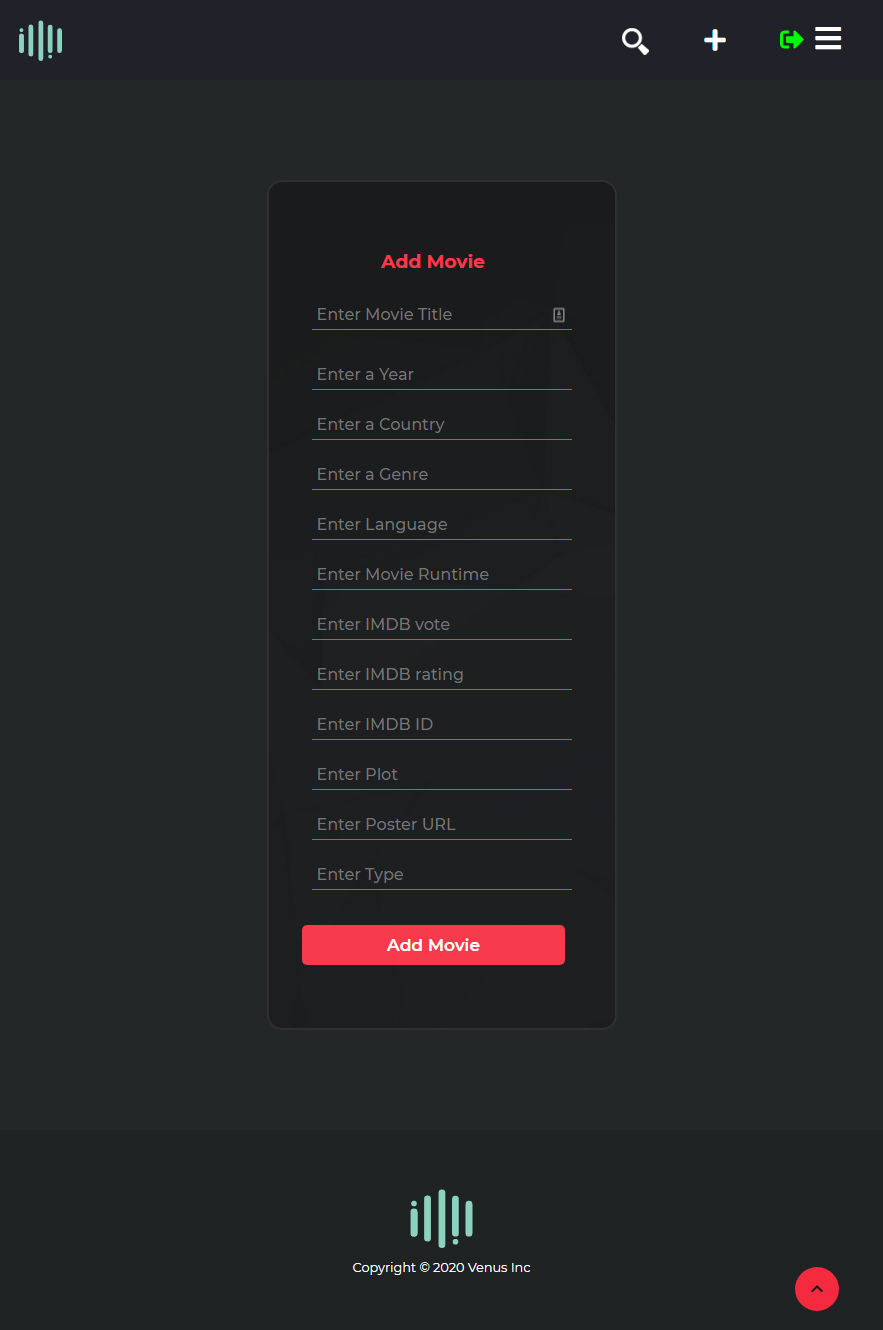 Add Movie
Enter Movie Title
Enter a Year
Enter a Country
Enter a Genre
Enter Language
Enter Movie Runtime
Enter IMDB vote
Enter IMDB rating
Enter IMDB ID
Enter Plot
Enter Poster URL
Enter Type
Add Movie
Copyright © 2020 Venus Inc